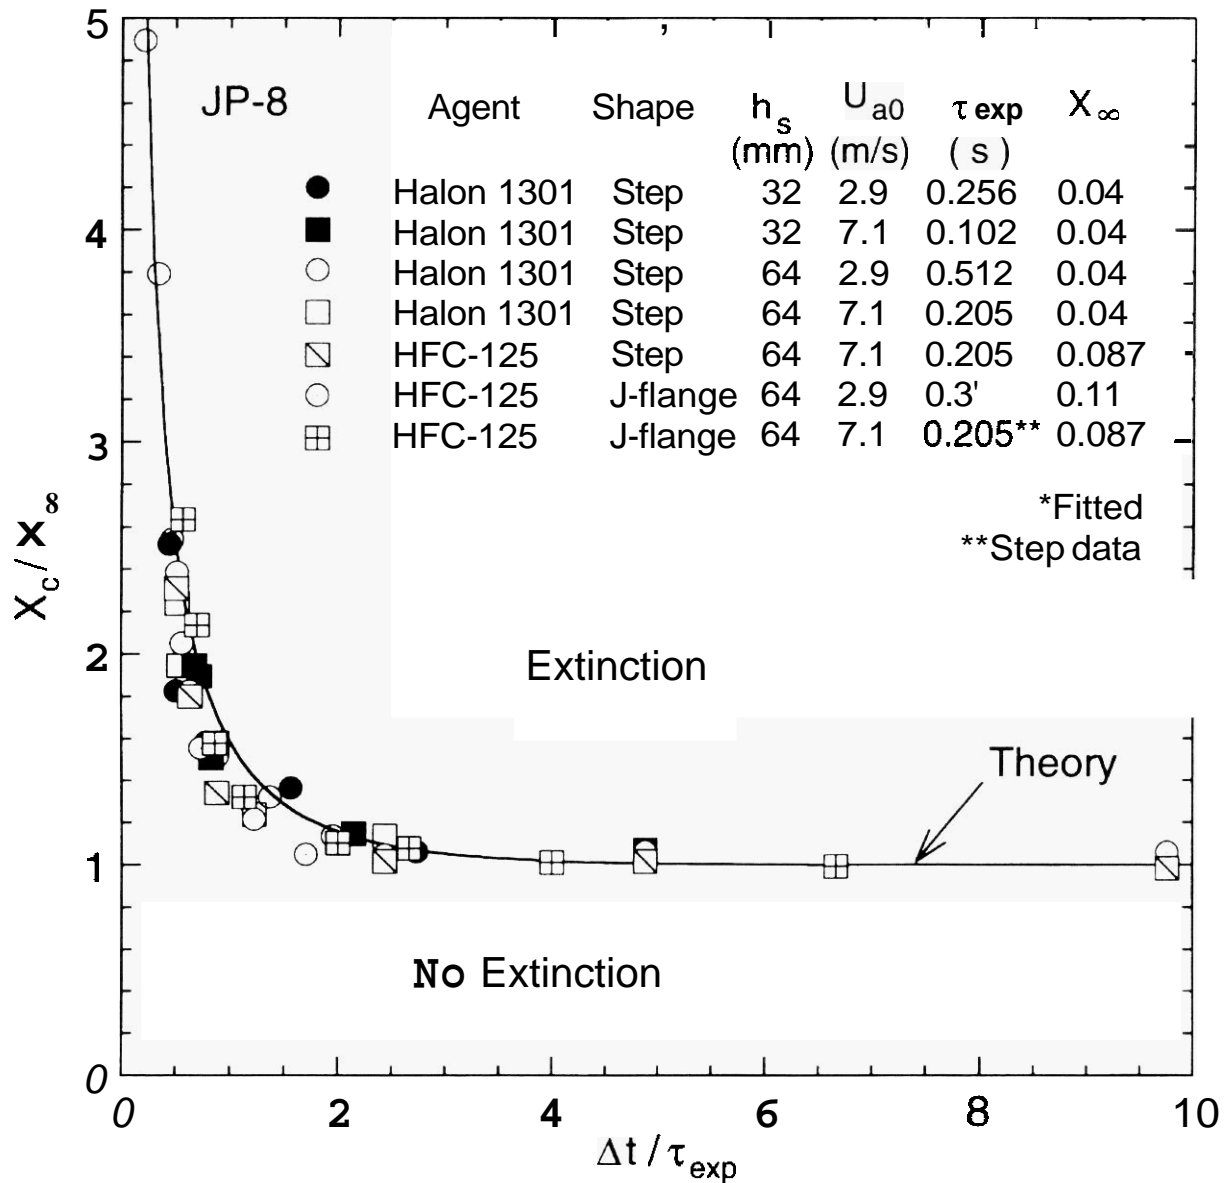 5
4
3
2
1
0
X_c / X_∞
JP-8
Agent Shape h_s U_a0 τ exp X_∞
(mm) (m/s) ( s )
Halon 1301 Step 32 2.9 0.256 0.04
Halon 1301 Step 32 7.1 0.102 0.04
Halon 1301 Step 64 2.9 0.512 0.04
Halon 1301 Step 64 7.1 0.205 0.04
HFC-125 Step 64 7.1 0.205 0.087
HFC-125 J-flange 64 2.9 0.3' 0.11
HFC-125 J-flange 64 7.1 0.205** 0.087
*Fitted
**Step data
Extinction
Theory
No Extinction
0 2 4 6 8 10
Δt / τ_exp